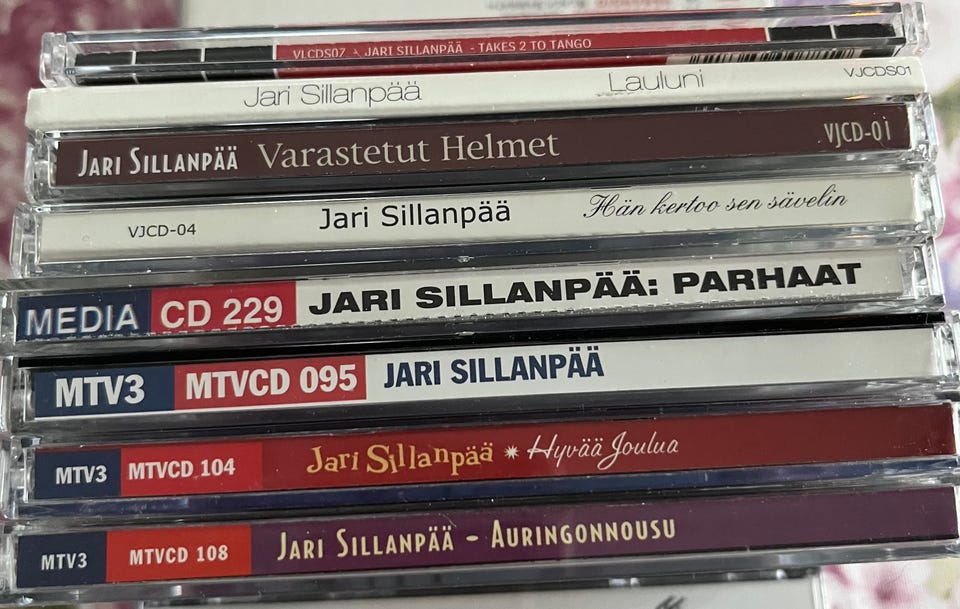 VLCDS07 ★ JARI SILLANPÄÄ - TAKES 2 TO TANGO
Jari Sillanpää Lauluni VJCDS01
JARI SILLANPÄÄ Varastetut Helmet VJCD-01
VJCD-04 Jari Sillanpää Hän kertoo sen sävelin
MEDIA CD 229 JARI SILLANPÄÄ: PARHAAT
MTV3 MTVCD 095 JARI SILLANPÄÄ
MTV3 MTVCD 104 Jari Sillanpää * Hyvää Joulua
MTV3 MTVCD 108 JARI SILLANPÄÄ - AURINGONNOUSU